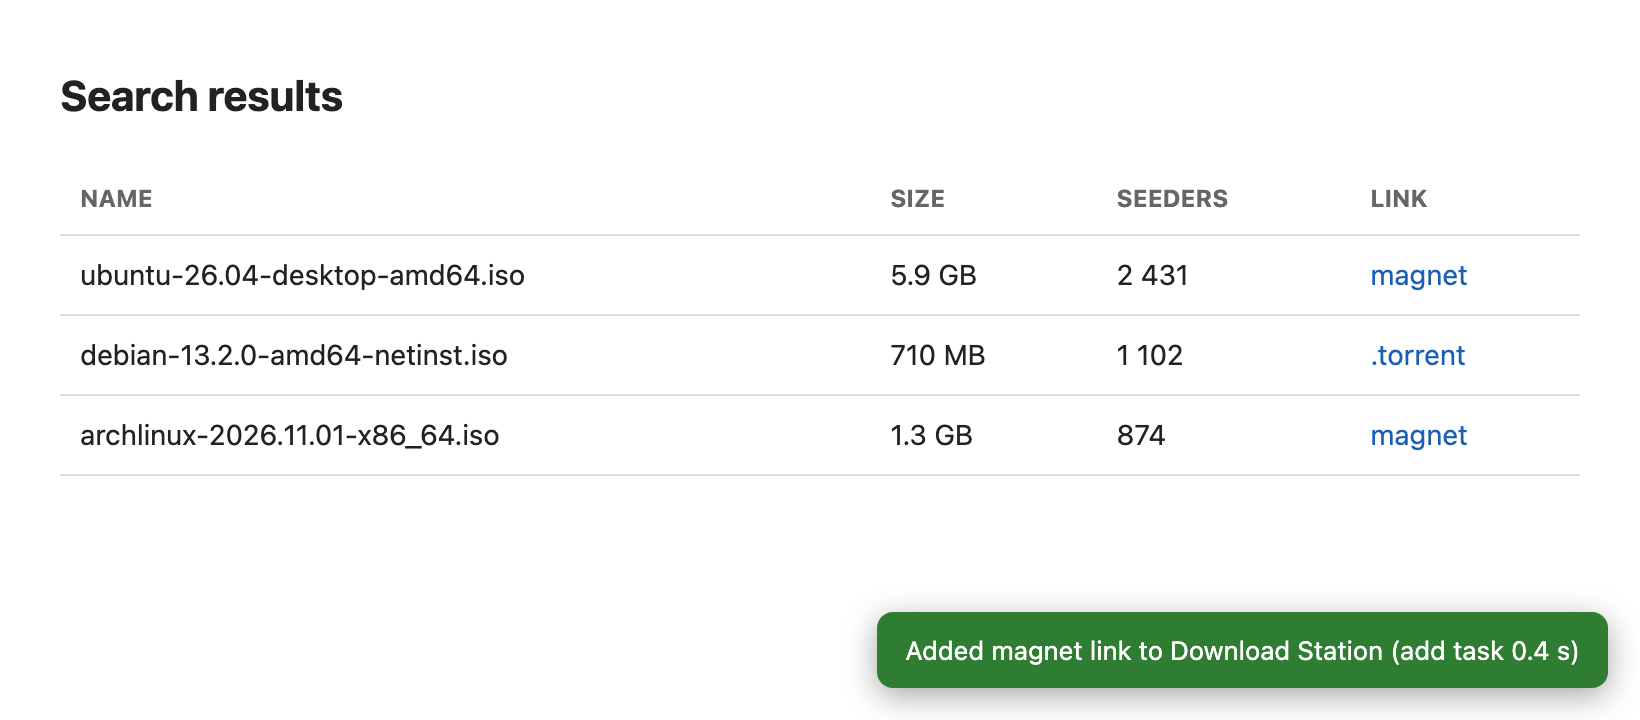 Search results
NAME SIZE SEEDERS LINK
ubuntu-26.04-desktop-amd64.iso 5.9 GB 2 431 magnet
debian-13.2.0-amd64-netinst.iso 710 MB 1 102 .torrent
archlinux-2026.11.01-x86_64.iso 1.3 GB 874 magnet
Added magnet link to Download Station (add task 0.4 s)